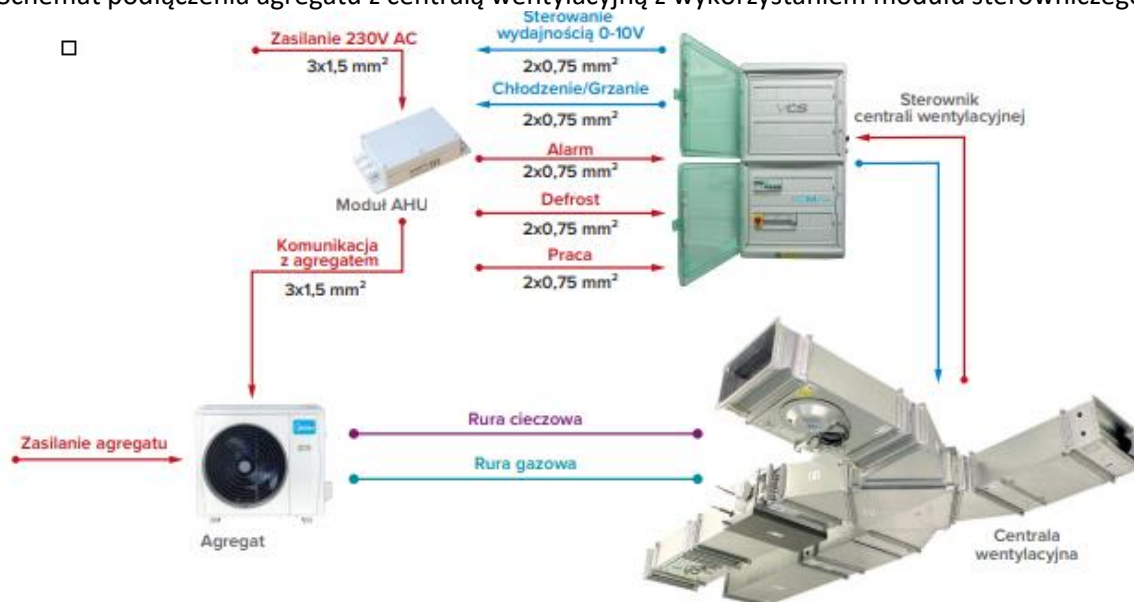 Schemat podłączenia agregatu z centralą wentylacyjną z wykorzystaniem modułu sterowniczego
Zasilanie 230V AC
3x1,5 mm²
Sterowanie
wydajnością 0-10V
2x0,75 mm²
Chłodzenie/Grzanie
2x0,75 mm²
Alarm
2x0,75 mm²
Defrost
2x0,75 mm²
Praca
2x0,75 mm²
VCS
Sterownik
centrali wentylacyjnej
Moduł AHU
Komunikacja
z agregatem
3x1,5 mm²
Zasilanie agregatu
Midea
Agregat
Rura cieczowa
Rura gazowa
Centrala
wentylacyjna